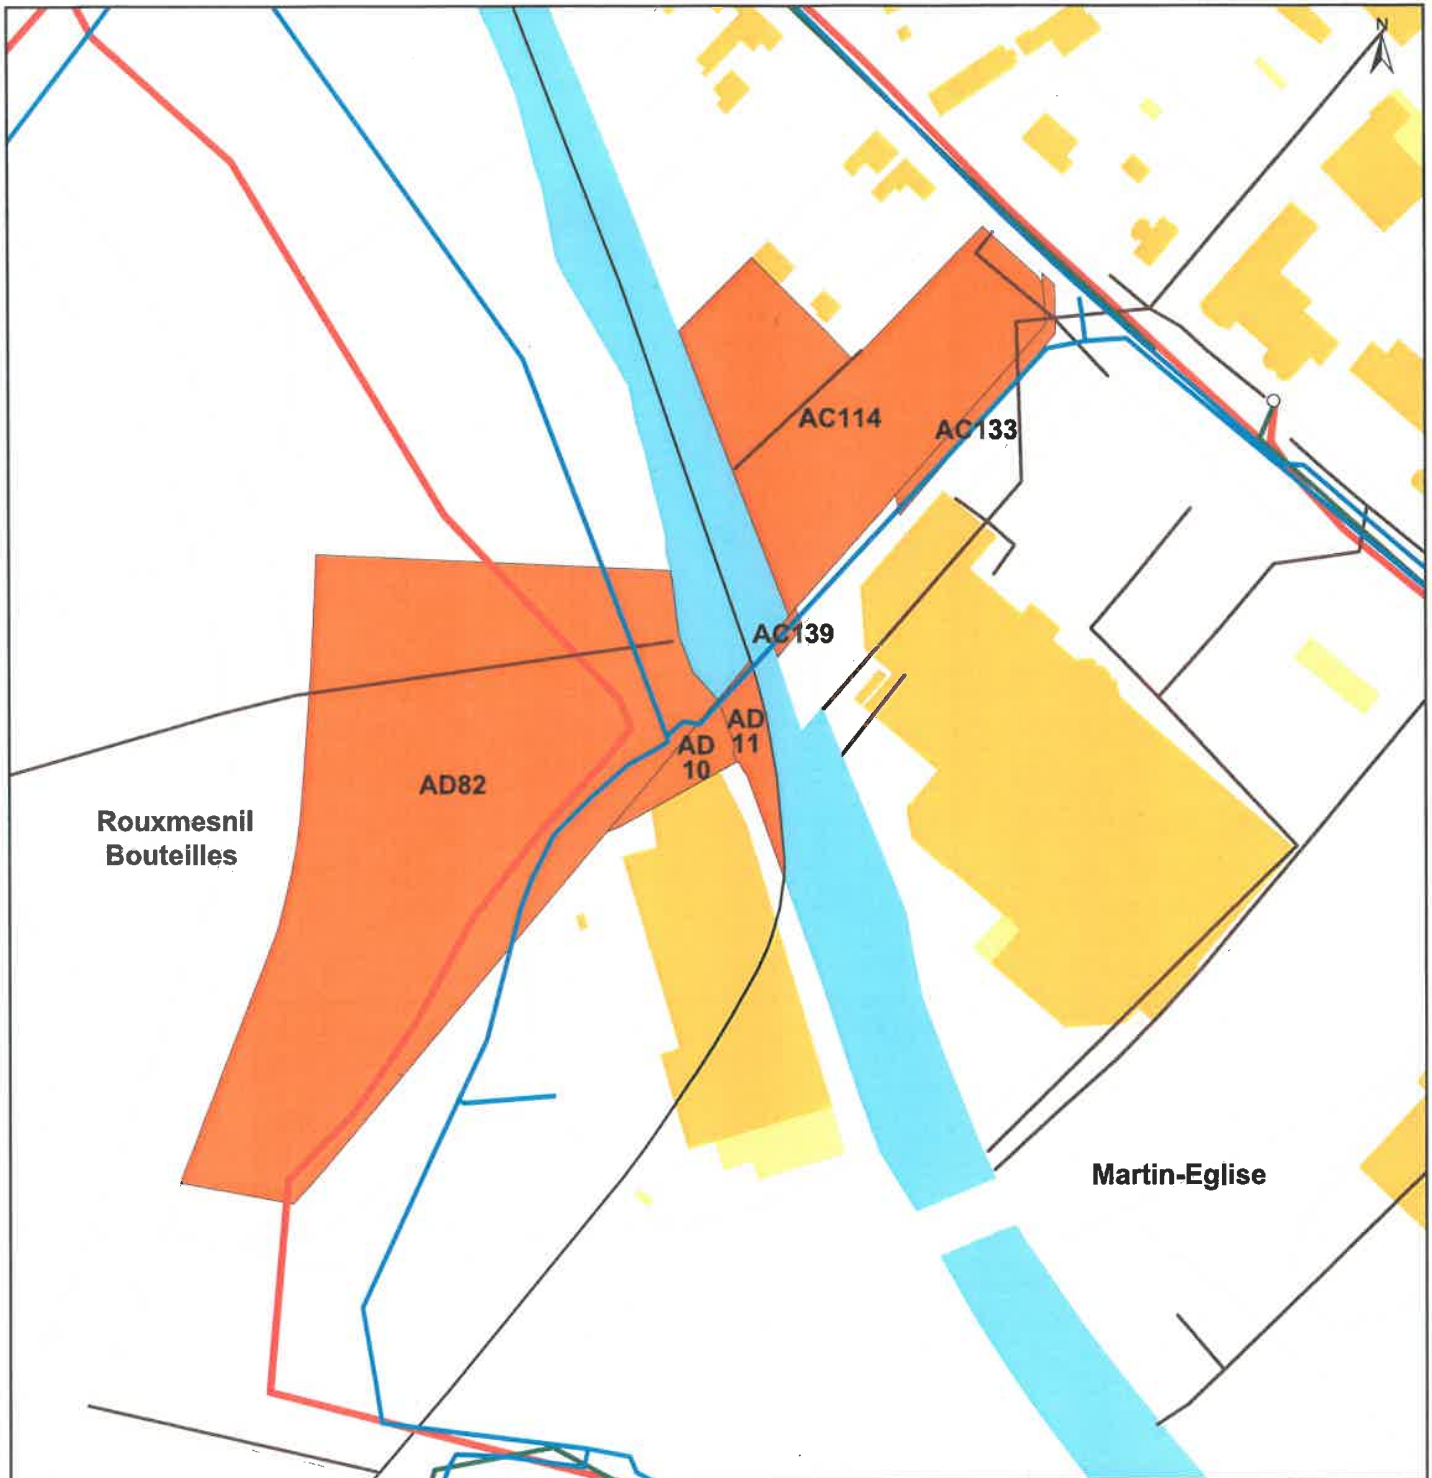 N
AC114
AC133
AC139
AD
11
AD
10
AD82
Rouxmesnil
Bouteilles
Martin-Eglise